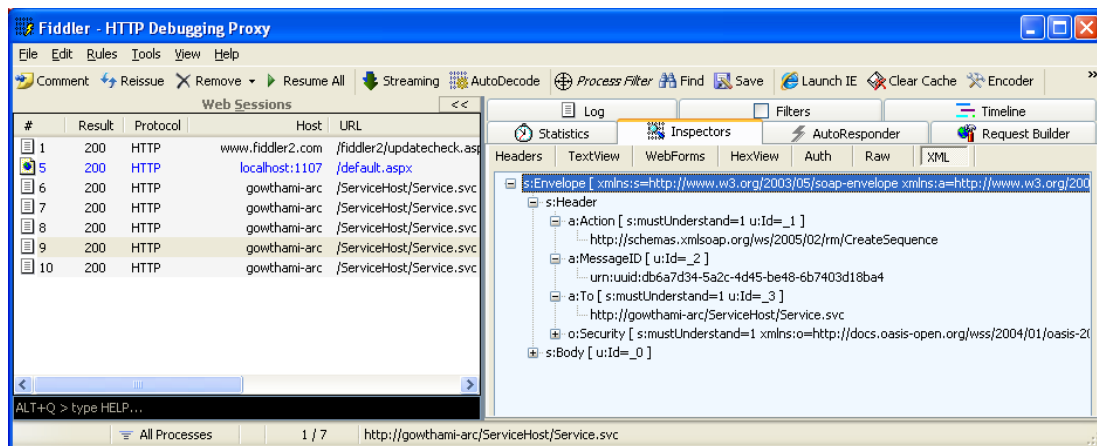 Fiddler - HTTP Debugging Proxy
File Edit Rules Tools View Help
Comment Reissue Remove Resume All Streaming AutoDecode Process Filter Find Save Launch IE Clear Cache Encoder »
Web Sessions <<
# Result Protocol Host URL
1 200 HTTP www.fiddler2.com /fiddler2/updatecheck.asp
5 200 HTTP localhost:1107 /default.aspx
6 200 HTTP gowthami-arc /ServiceHost/Service.svc
7 200 HTTP gowthami-arc /ServiceHost/Service.svc
8 200 HTTP gowthami-arc /ServiceHost/Service.svc
9 200 HTTP gowthami-arc /ServiceHost/Service.svc
10 200 HTTP gowthami-arc /ServiceHost/Service.svc
ALT+Q > type HELP...
Log Filters Timeline
Statistics Inspectors AutoResponder Request Builder
Headers TextView WebForms HexView Auth Raw XML
s:Envelope [ xmlns:s=http://www.w3.org/2003/05/soap-envelope xmlns:a=http://www.w3.org/200
s:Header
a:Action [ s:mustUnderstand=1 u:Id=_1 ]
http://schemas.xmlsoap.org/ws/2005/02/rm/CreateSequence
a:MessageID [ u:Id=_2 ]
urn:uuid:db6a7d34-5a2c-4d45-be48-6b7403d18ba4
a:To [ s:mustUnderstand=1 u:Id=_3 ]
http://gowthami-arc/ServiceHost/Service.svc
o:Security [ s:mustUnderstand=1 xmlns:o=http://docs.oasis-open.org/wss/2004/01/oasis-20
s:Body [ u:Id=_0 ]
All Processes 1 / 7 http://gowthami-arc/ServiceHost/Service.svc